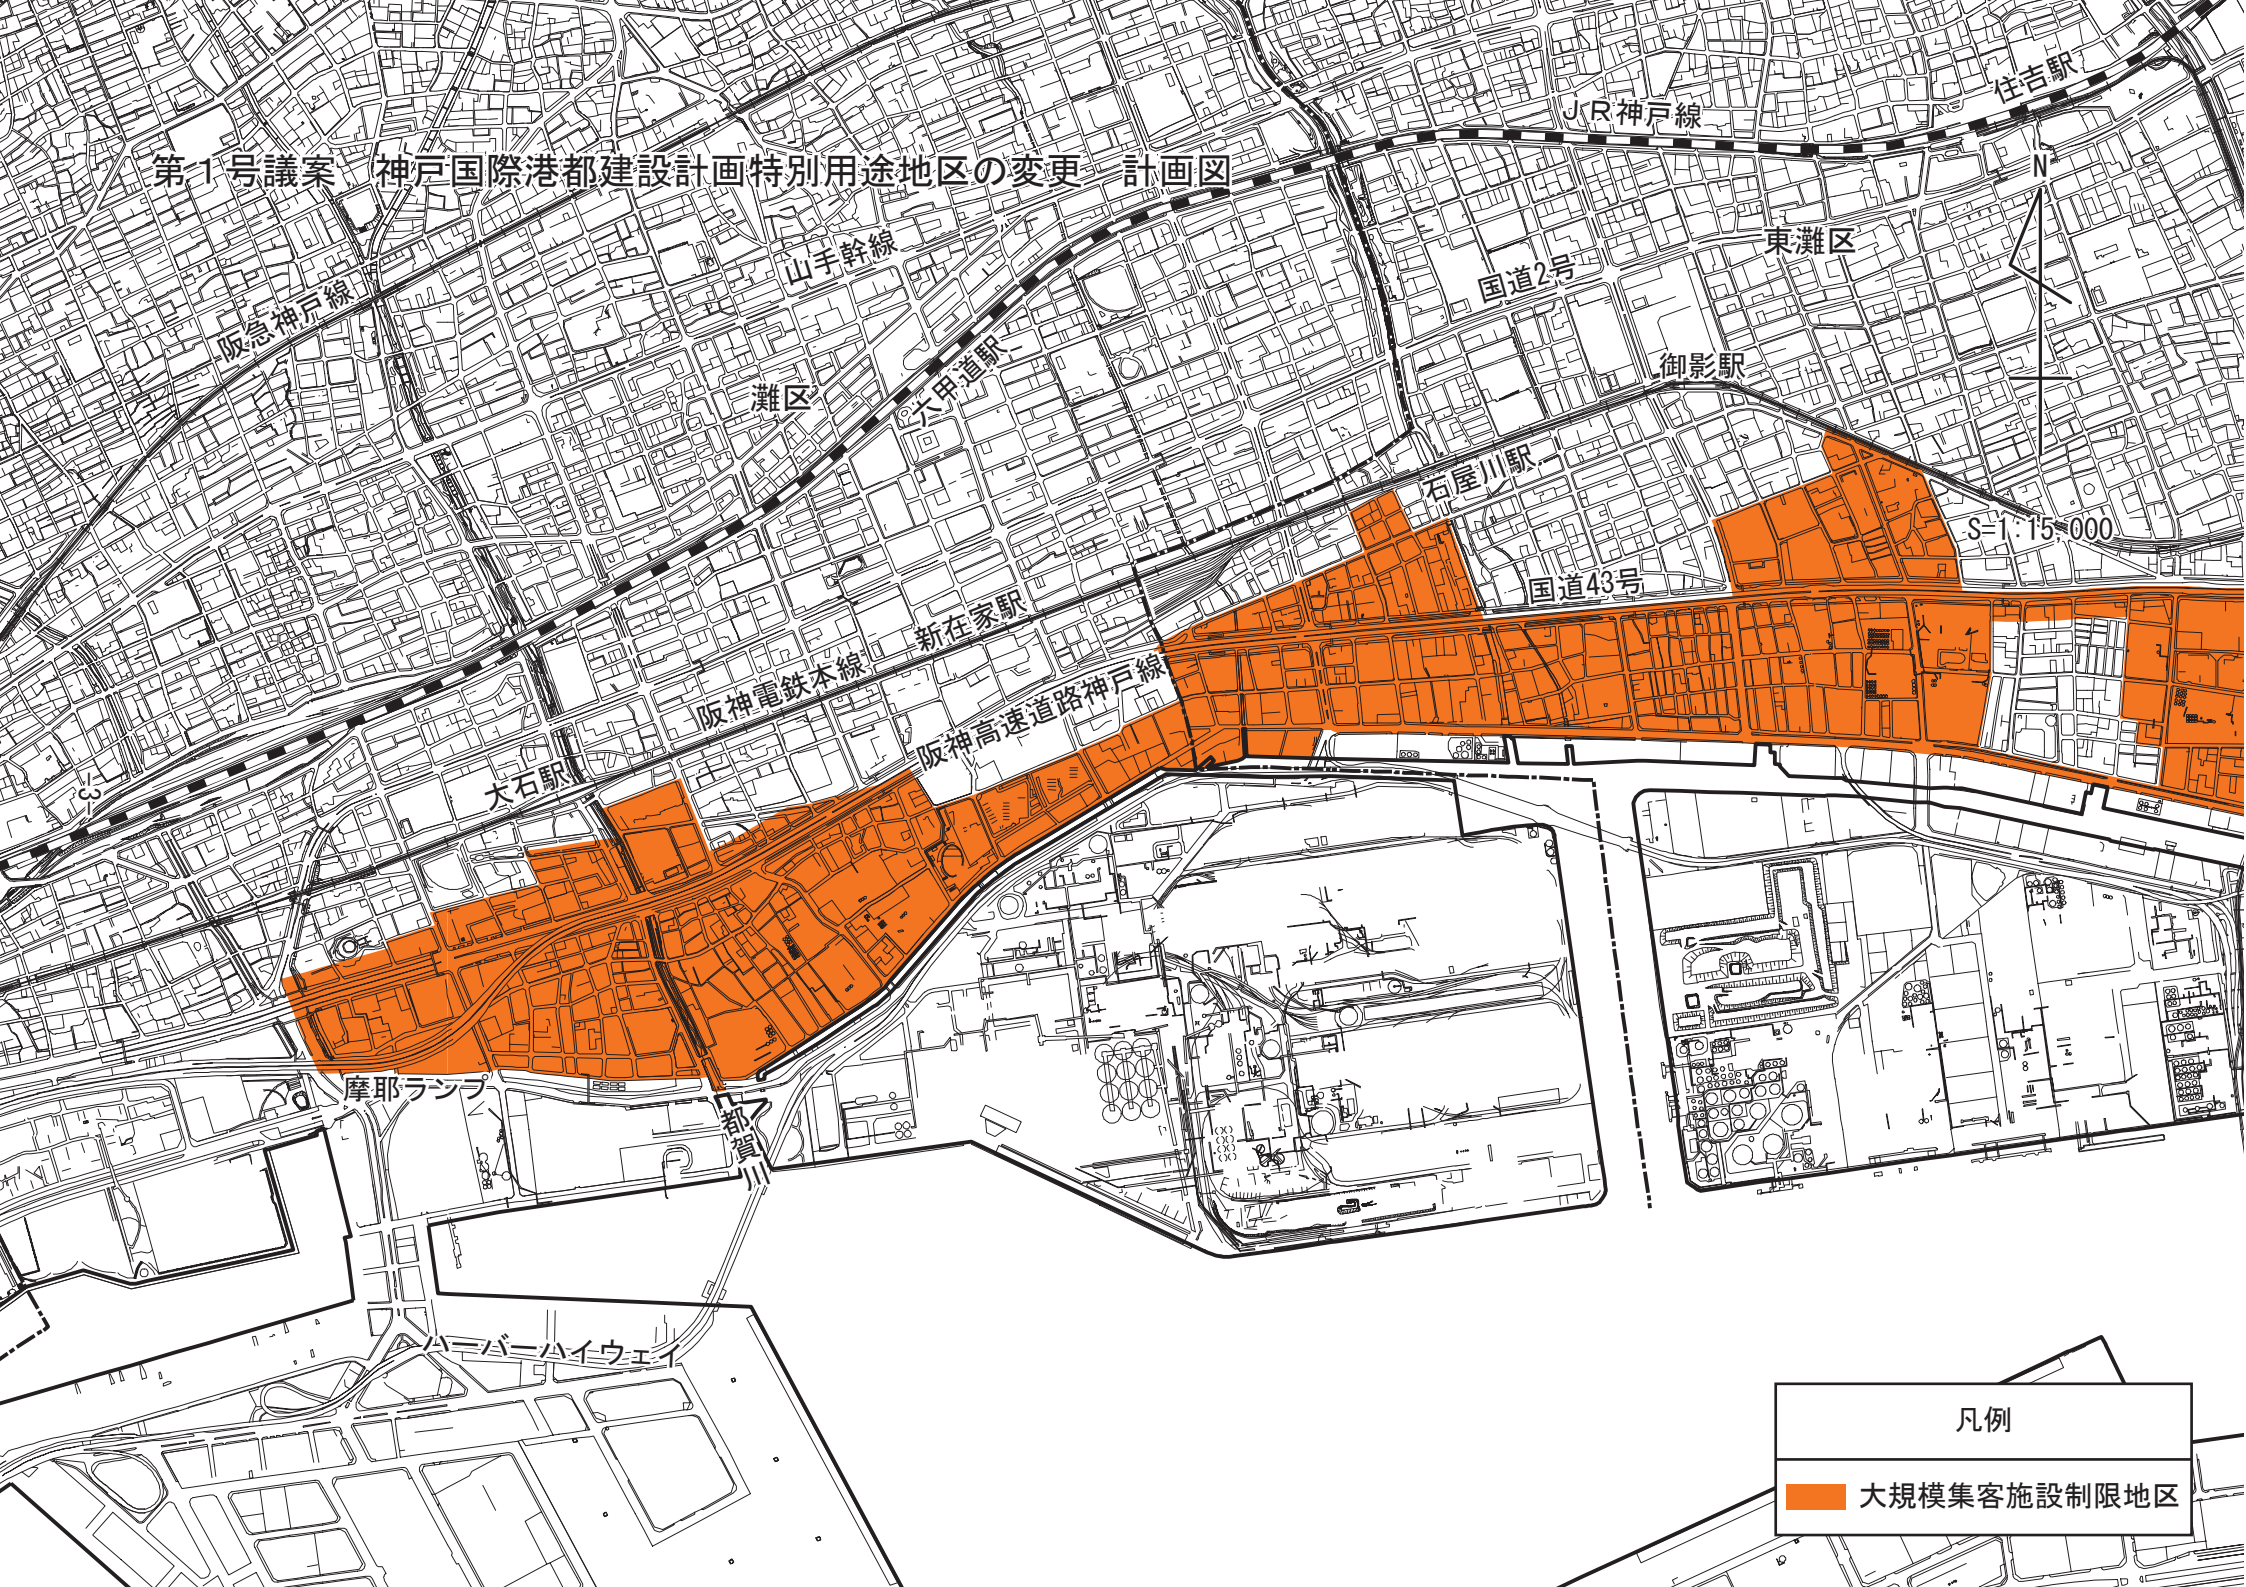 住吉駅
ＪＲ神戸線
第１号議案　神戸国際港都建設計画特別用途地区の変更　計画図
N
東灘区
山手幹線
国道2号
阪急神戸線
御影駅
六甲道駅
灘区
石屋川駅
S=1:15,000
国道43号
新在家駅
阪神電鉄本線
阪神高速道路神戸線
大石駅
-3-
摩耶ランプ
都賀川
ハーバーハイウェイ
凡例
大規模集客施設制限地区